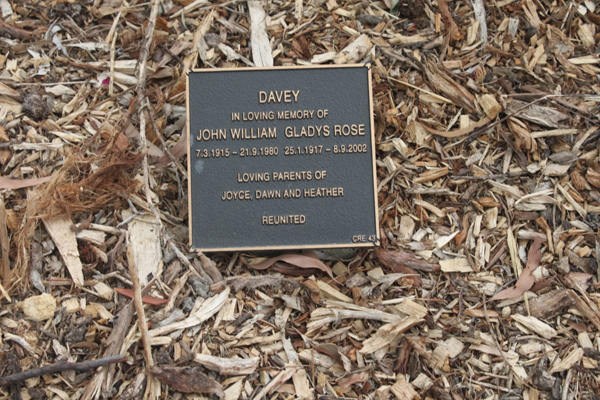 DAVEY
IN LOVING MEMORY OF
JOHN WILLIAM GLADYS ROSE
7.3.1915 – 21.9.1980 25.1.1917 – 8.9.2002
LOVING PARENTS OF
JOYCE, DAWN AND HEATHER
REUNITED
CRE 43